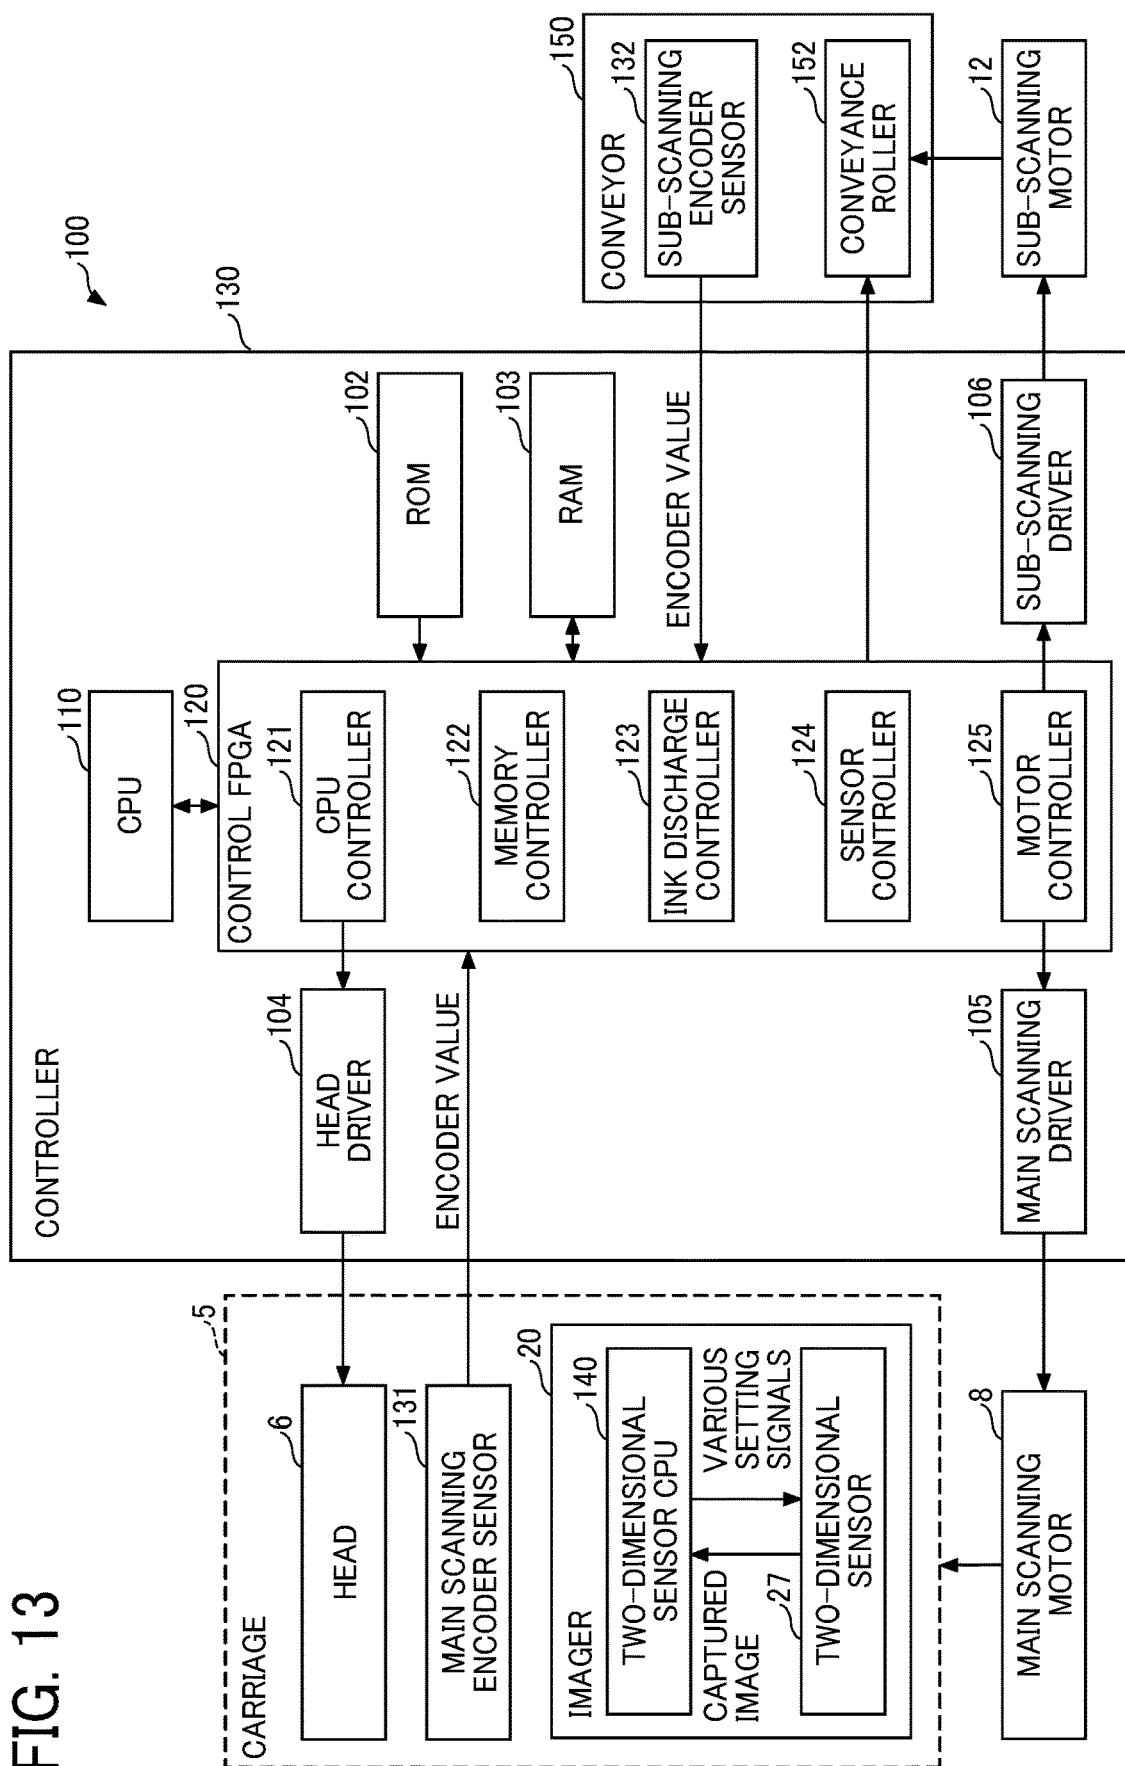 FIG. 13
100
CONTROLLER
130
CPU
110
CONTROL FPGA
120
CPU
CONTROLLER
121
MEMORY
CONTROLLER
122
INK DISCHARGE
CONTROLLER
123
SENSOR
CONTROLLER
124
MOTOR
CONTROLLER
125
ROM
102
RAM
103
HEAD
DRIVER
104
ENCODER VALUE
MAIN SCANNING
DRIVER
105
ENCODER VALUE
SUB-SCANNING
DRIVER
106
CARRIAGE
5
HEAD
6
MAIN SCANNING
ENCODER SENSOR
131
IMAGER
20
TWO-DIMENSIONAL
SENSOR CPU
140
CAPTURED
IMAGE
VARIOUS
SETTING
SIGNALS
27
TWO-DIMENSIONAL
SENSOR
MAIN SCANNING
MOTOR
8
CONVEYOR
150
SUB-SCANNING
ENCODER
SENSOR
132
CONVEYANCE
ROLLER
152
SUB-SCANNING
MOTOR
12